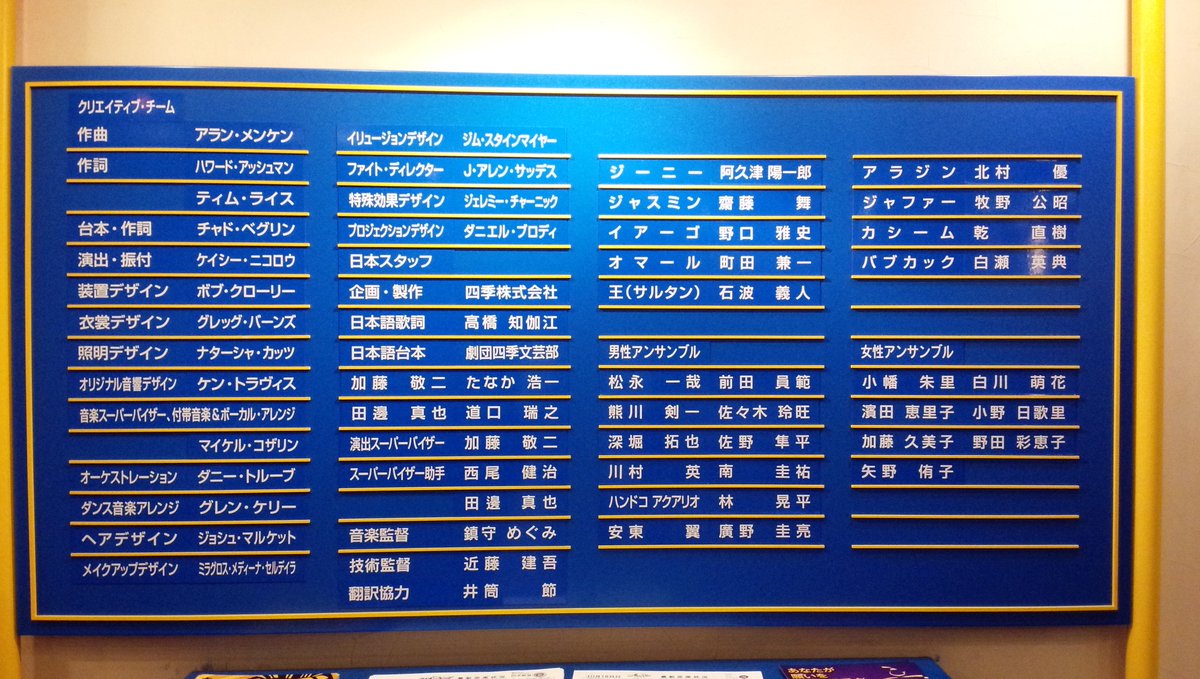 クリエイティブ・チーム
作曲 アラン・メンケン
作詞 ハワード・アッシュマン
ティム・ライス
台本・作詞 チャド・ベグリン
演出・振付 ケイシー・ニコロウ
装置デザイン ボブ・クローリー
衣裳デザイン グレッグ・バーンズ
照明デザイン ナターシャ・カッツ
オリジナル音響デザイン ケン・トラヴィス
音楽スーパーバイザー、付帯音楽&ボーカル・アレンジ
マイケル・コザリン
オーケストレーション ダニー・トループ
ダンス音楽アレンジ グレン・ケリー
ヘアデザイン ジョシュ・マルケット
メイクアップデザイン ミラグロス・メディーナ・セルデイラ
イリュージョンデザイン ジム・スタインマイヤー
ファイト・ディレクター J・アレン・サッデス
特殊効果デザイン ジェレミー・チャーニック
プロジェクションデザイン ダニエル・ブロディ
日本スタッフ
企画・製作 四季株式会社
日本語歌詞 高橋 知伽江
日本語台本 劇団四季文芸部
加藤 敬二 たなか 浩一
田邊 真也 道口 瑞之
演出スーパーバイザー 加藤 敬二
スーパーバイザー助手 西尾 健治
田邊 真也
音楽監督 鎮守 めぐみ
技術監督 近藤 建吾
翻訳協力 井筒 節
ジーニー 阿久津 陽一郎
ジャスミン 齋藤 舞
イアーゴ 野口 雅史
オマール 町田 兼一
王(サルタン) 石波 義人
男性アンサンブル
松永 一哉 前田 員範
熊川 剣一 佐々木 玲旺
深堀 拓也 佐野 隼平
川村 英 南 圭祐
ハンドコ アクアリオ 林 晃平
安東 翼 廣野 圭亮
アラジン 北村 優
ジャファー 牧野 公昭
カシーム 乾 直樹
バブカック 白瀬 英典
女性アンサンブル
小幡 朱里 白川 萌花
濱田 恵里子 小野 日歌里
加藤 久美子 野田 彩恵子
矢野 侑子
あなたが
願いを